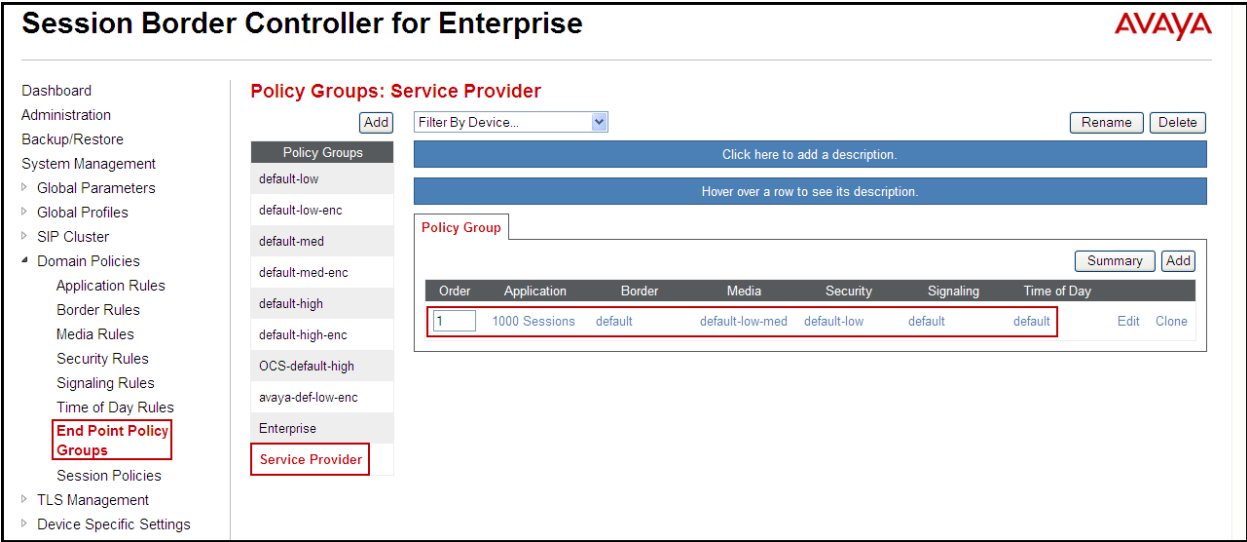 Session Border Controller for Enterprise
AVAYA
Dashboard
Administration
Backup/Restore
System Management
Global Parameters
Global Profiles
SIP Cluster
Domain Policies
Application Rules
Border Rules
Media Rules
Security Rules
Signaling Rules
Time of Day Rules
End Point Policy
Groups
Session Policies
TLS Management
Device Specific Settings
Policy Groups: Service Provider
Add
Filter By Device...
Rename Delete
Policy Groups
default-low
default-low-enc
default-med
default-med-enc
default-high
default-high-enc
OCS-default-high
avaya-def-low-enc
Enterprise
Service Provider
Click here to add a description.
Hover over a row to see its description.
Policy Group
Summary Add
Order Application Border Media Security Signaling Time of Day
1 1000 Sessions default default-low-med default-low default default Edit Clone